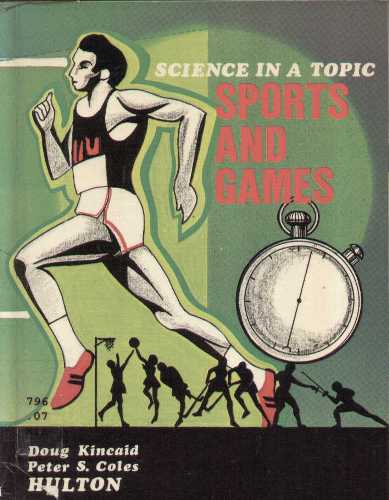 SCIENCE IN A TOPIC
SPORTS
AND
GAMES
796
.07
Doug Kincaid
Peter S. Coles
HULTON